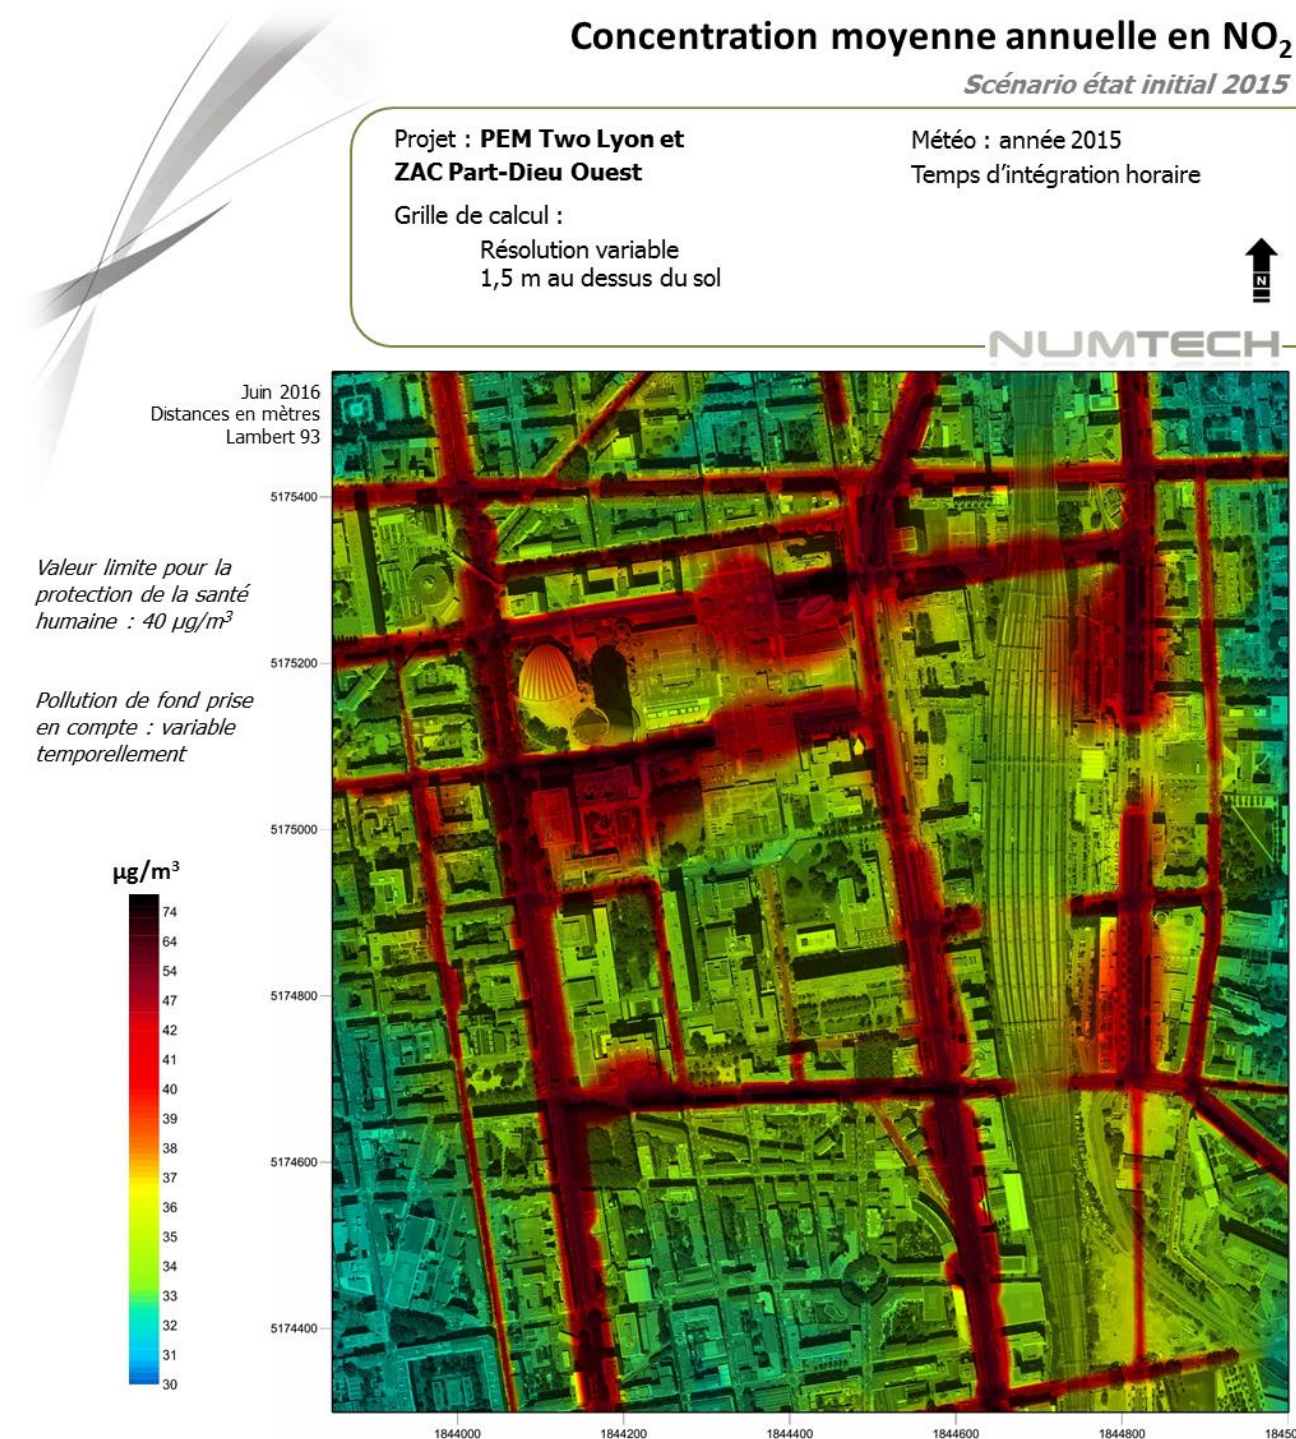 Concentration moyenne annuelle en NO2
Scénario état initial 2015
Projet : PEM Two Lyon et
ZAC Part-Dieu Ouest
Grille de calcul :
Résolution variable
1,5 m au dessus du sol
Météo : année 2015
Temps d'intégration horaire
N
NUMTECH
Juin 2016
Distances en mètres
Lambert 93
Valeur limite pour la
protection de la santé
humaine : 40 µg/m³
Pollution de fond prise
en compte : variable
temporellement
µg/m³
74
64
54
47
42
41
40
39
38
37
36
35
34
33
32
31
30
5175400
5175200
5175000
5174800
5174600
5174400
1844000
1844200
1844400
1844600
1844800
184500